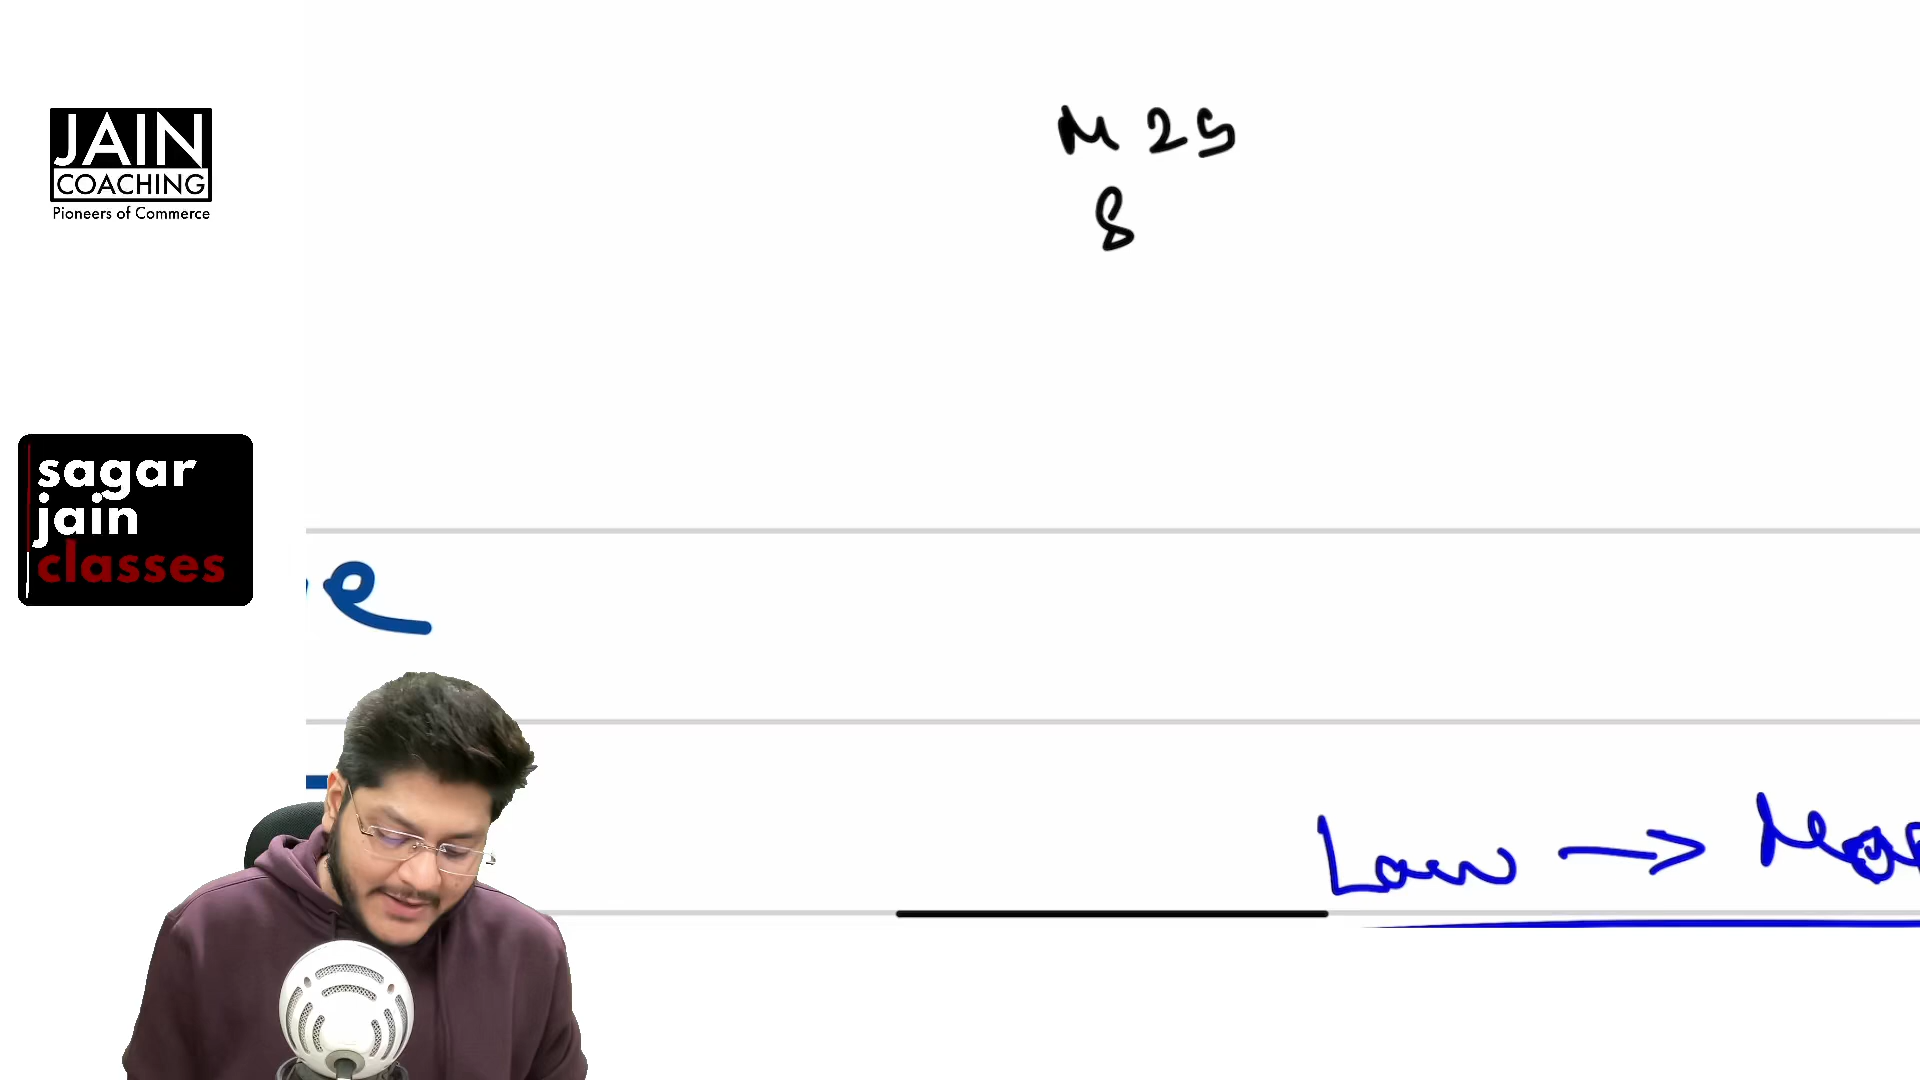 JAIN
COACHING
Pioneers of Commerce
M 25
8
sagar
jain
classes
e
Law →